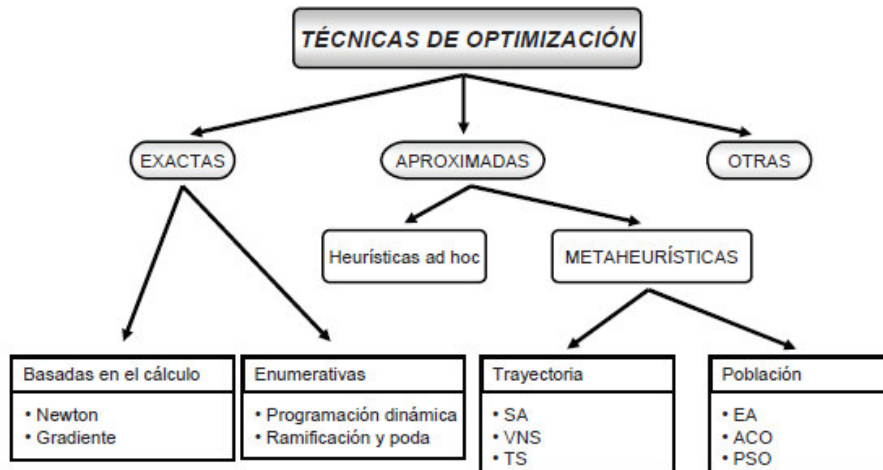 TÉCNICAS DE OPTIMIZACIÓN
EXACTAS
APROXIMADAS
OTRAS
Heurísticas ad hoc
METAHEURÍSTICAS
Basadas en el cálculo
• Newton
• Gradiente
Enumerativas
• Programación dinámica
• Ramificación y poda
Trayectoria
• SA
• VNS
• TS
Población
• EA
• ACO
• PSO